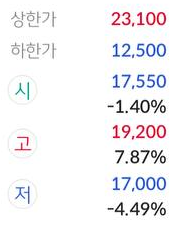 상한가 23,100
하한가 12,500
시 17,550
-1.40%
고 19,200
7.87%
저 17,000
-4.49%